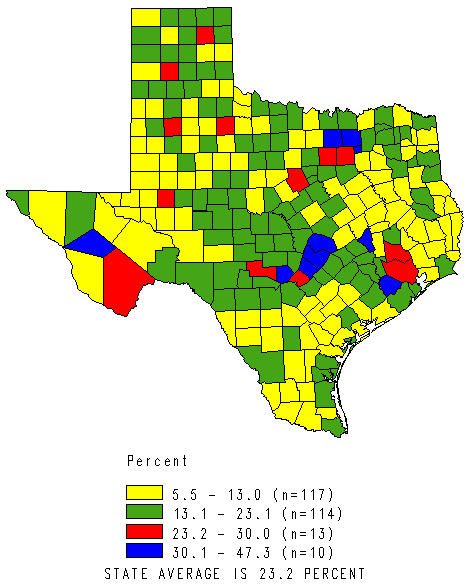 Percent
5.5 - 13.0 (n=117)
13.1 - 23.1 (n=114)
23.2 - 30.0 (n=13)
30.1 - 47.3 (n=10)
STATE AVERAGE IS 23.2 PERCENT